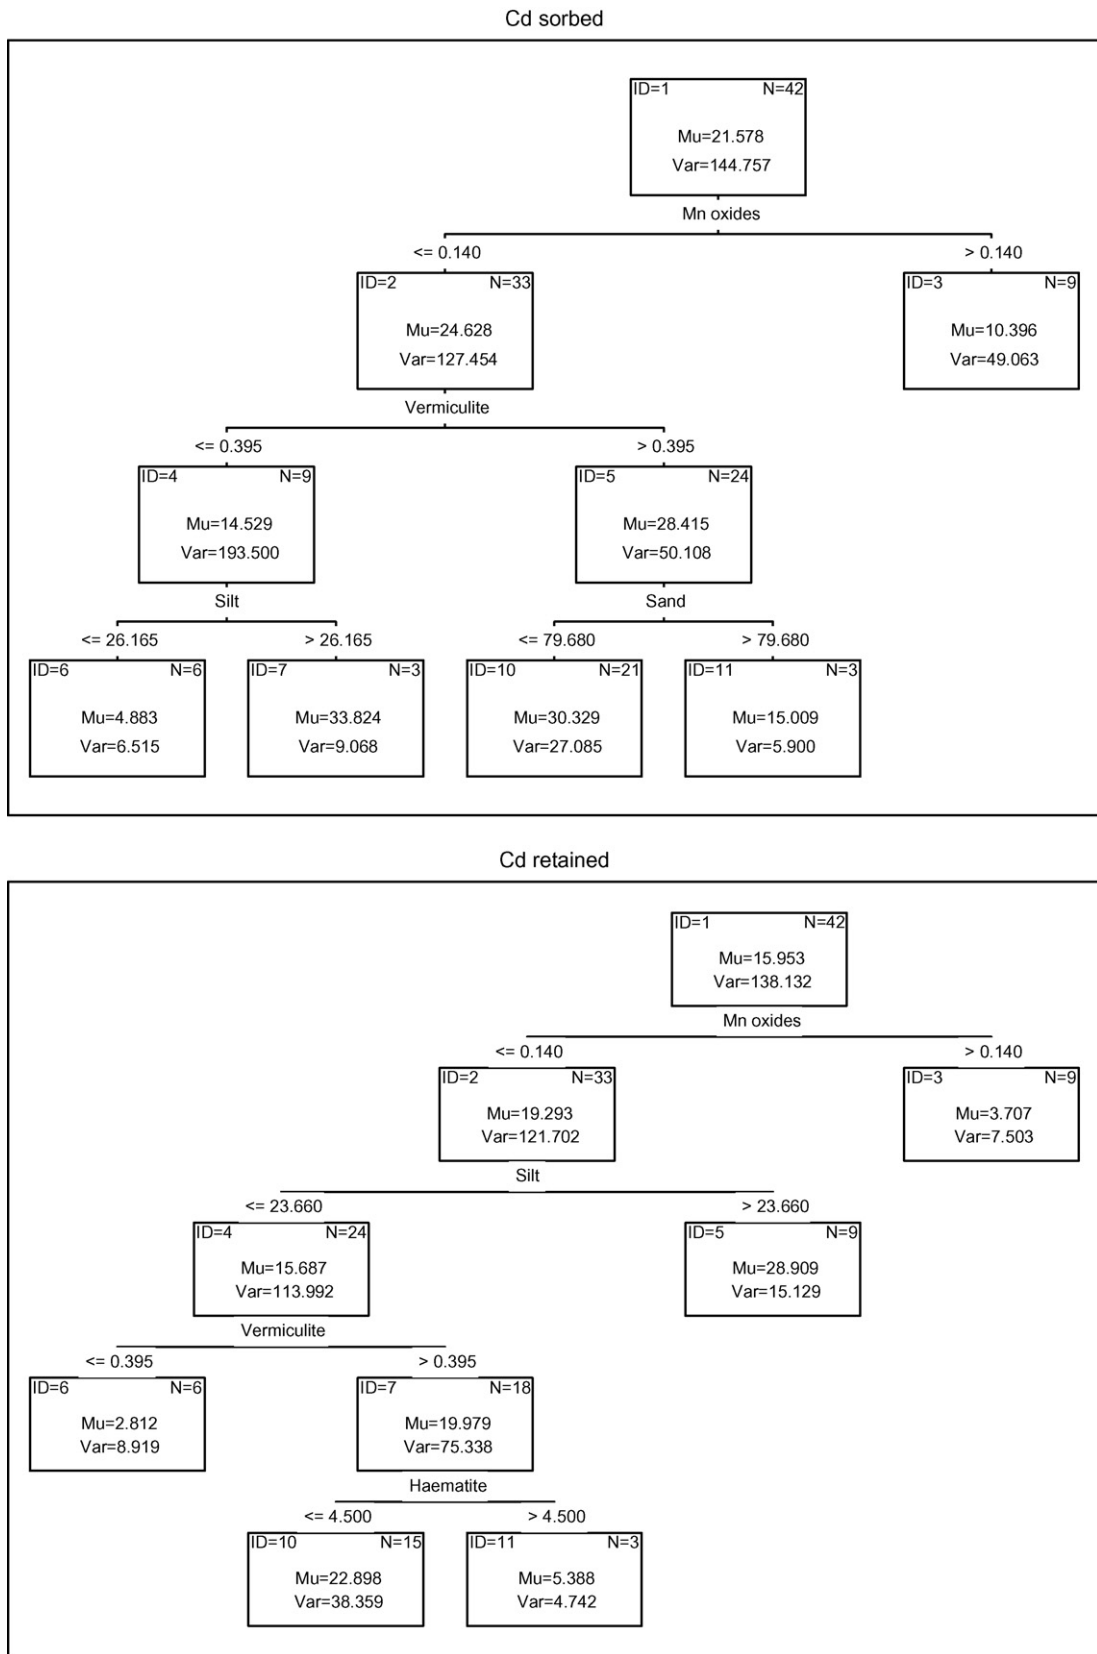 Cd sorbed
ID=1 N=42
Mu=21.578
Var=144.757
Mn oxides
<= 0.140 > 0.140
ID=2 N=33 ID=3 N=9
Mu=24.628 Mu=10.396
Var=127.454 Var=49.063
Vermiculite
<= 0.395 > 0.395
ID=4 N=9 ID=5 N=24
Mu=14.529 Mu=28.415
Var=193.500 Var=50.108
Silt Sand
<= 26.165 > 26.165 <= 79.680 > 79.680
ID=6 N=6 ID=7 N=3 ID=10 N=21 ID=11 N=3
Mu=4.883 Mu=33.824 Mu=30.329 Mu=15.009
Var=6.515 Var=9.068 Var=27.085 Var=5.900
Cd retained
ID=1 N=42
Mu=15.953
Var=138.132
Mn oxides
<= 0.140 > 0.140
ID=2 N=33 ID=3 N=9
Mu=19.293 Mu=3.707
Var=121.702 Var=7.503
Silt
<= 23.660 > 23.660
ID=4 N=24 ID=5 N=9
Mu=15.687 Mu=28.909
Var=113.992 Var=15.129
Vermiculite
<= 0.395 > 0.395
ID=6 N=6 ID=7 N=18
Mu=2.812 Mu=19.979
Var=8.919 Var=75.338
Haematite
<= 4.500 > 4.500
ID=10 N=15 ID=11 N=3
Mu=22.898 Mu=5.388
Var=38.359 Var=4.742